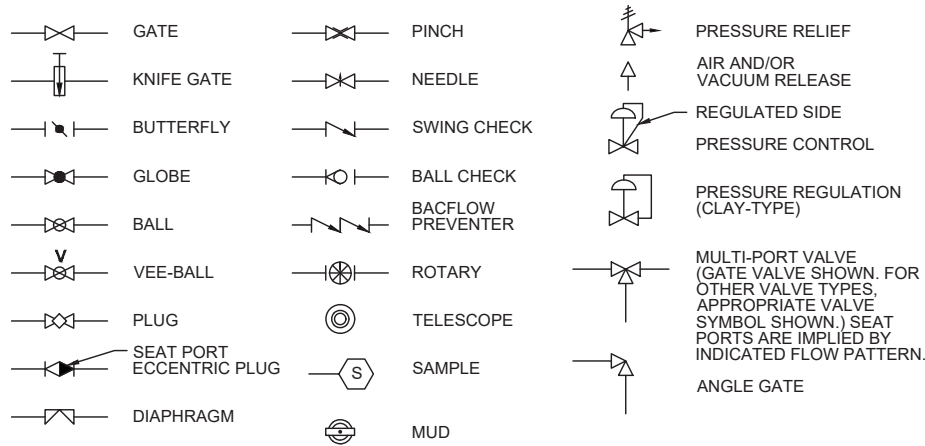 GATE
KNIFE GATE
BUTTERFLY
GLOBE
BALL
V
VEE-BALL
PLUG
SEAT PORT
ECCENTRIC PLUG
DIAPHRAGM
PINCH
NEEDLE
SWING CHECK
BALL CHECK
BACFLOW
PREVENTER
ROTARY
TELESCOPE
S
SAMPLE
MUD
PRESSURE RELIEF
AIR AND/OR
VACUUM RELEASE
REGULATED SIDE
PRESSURE CONTROL
PRESSURE REGULATION
(CLAY-TYPE)
MULTI-PORT VALVE
(GATE VALVE SHOWN. FOR
OTHER VALVE TYPES,
APPROPRIATE VALVE
SYMBOL SHOWN.) SEAT
PORTS ARE IMPLIED BY
INDICATED FLOW PATTERN.
ANGLE GATE